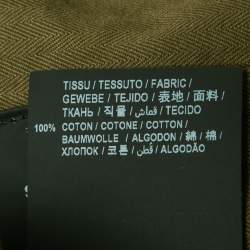 TISSU / TESSUTO / FABRIC /
GEWEBE / TEJIDO / 表地 / 面料 /
ТКАНЬ / 직물 / قماش / TECIDO
100% COTON / COTONE / COTTON /
BAUMWOLLE / ALGODON / 綿 / 棉 /
ХЛОПОК / 코튼 / قطن / ALGODÃO